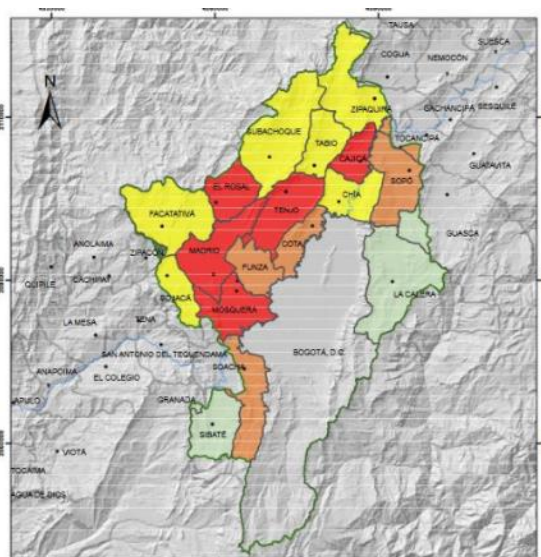 TAUSA
SUESCA
COGUA
NEMOCÓN
N
SESQUILÉ
ZIPAQUIRÁ
GACHANCIPÁ
SUBACHOQUE
TABIO
TOCANCIPÁ
CAJICÁ
GUATAVITA
EL ROSAL
SOPÓ
TENJO
CHÍA
FACATATIVÁ
COTA
GUASCA
MADRID
ANOLAIMA
ZIPACÓN
FUNZA
CACHIPAY
QUIPILE
BOJACÁ
LA CALERA
MOSQUERA
TENA
LA MESA
SAN ANTONIO DEL TEQUENDAMA
BOGOTÁ, D.C.
EL COLEGIO
SOACHA
ANAPOIMA
APULO
GRANADA
SIBATÉ
VIOTÁ
TOCAIMA
AGUA DE DIOS